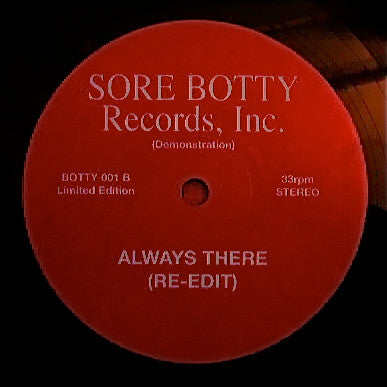 SORE BOTTY
Records, Inc.
(Demonstration)
BOTTY 001 B
Limited Edition
33rpm
STEREO
ALWAYS THERE
(RE-EDIT)